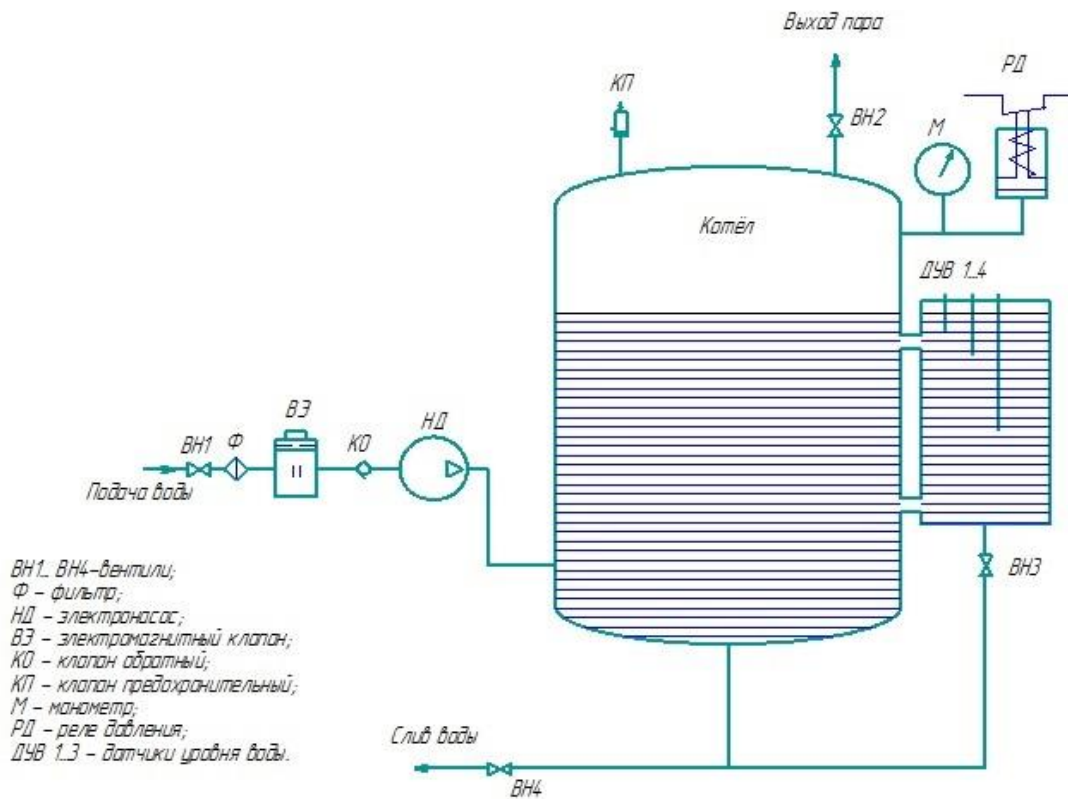 Выход пара
РД
КП
ВН2
М
Котёл
ДУВ 1..4
ВЭ
НД
ВН1
Ф
КО
Подача воды
ВН3
ВН1... ВН4-вентили;
Ф - фильтр;
НД - электронасос;
ВЭ - электромагнитный клапан;
КО - клапан обратный;
КП - клапан предохранительный;
М - манометр;
РД - реле давления;
ДУВ 1...3 - датчики уровня воды.
Слив воды
ВН4